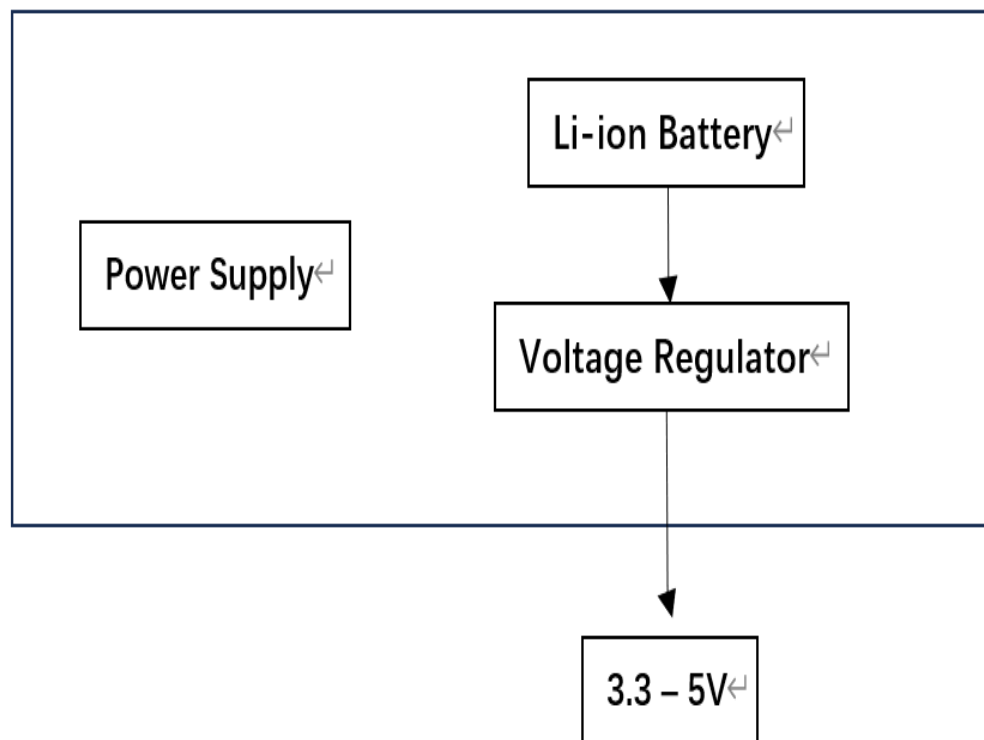 Li-ion Battery
Power Supply
Voltage Regulator
3.3 – 5V